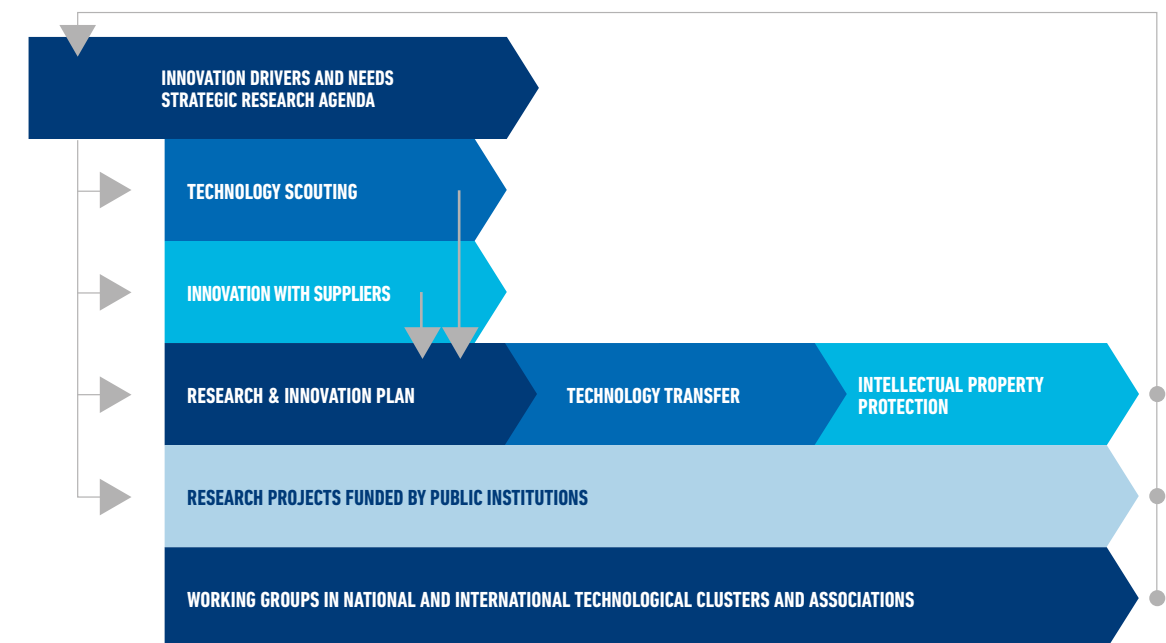 INNOVATION DRIVERS AND NEEDS
STRATEGIC RESEARCH AGENDA
TECHNOLOGY SCOUTING
INNOVATION WITH SUPPLIERS
RESEARCH & INNOVATION PLAN
TECHNOLOGY TRANSFER
INTELLECTUAL PROPERTY
PROTECTION
RESEARCH PROJECTS FUNDED BY PUBLIC INSTITUTIONS
WORKING GROUPS IN NATIONAL AND INTERNATIONAL TECHNOLOGICAL CLUSTERS AND ASSOCIATIONS